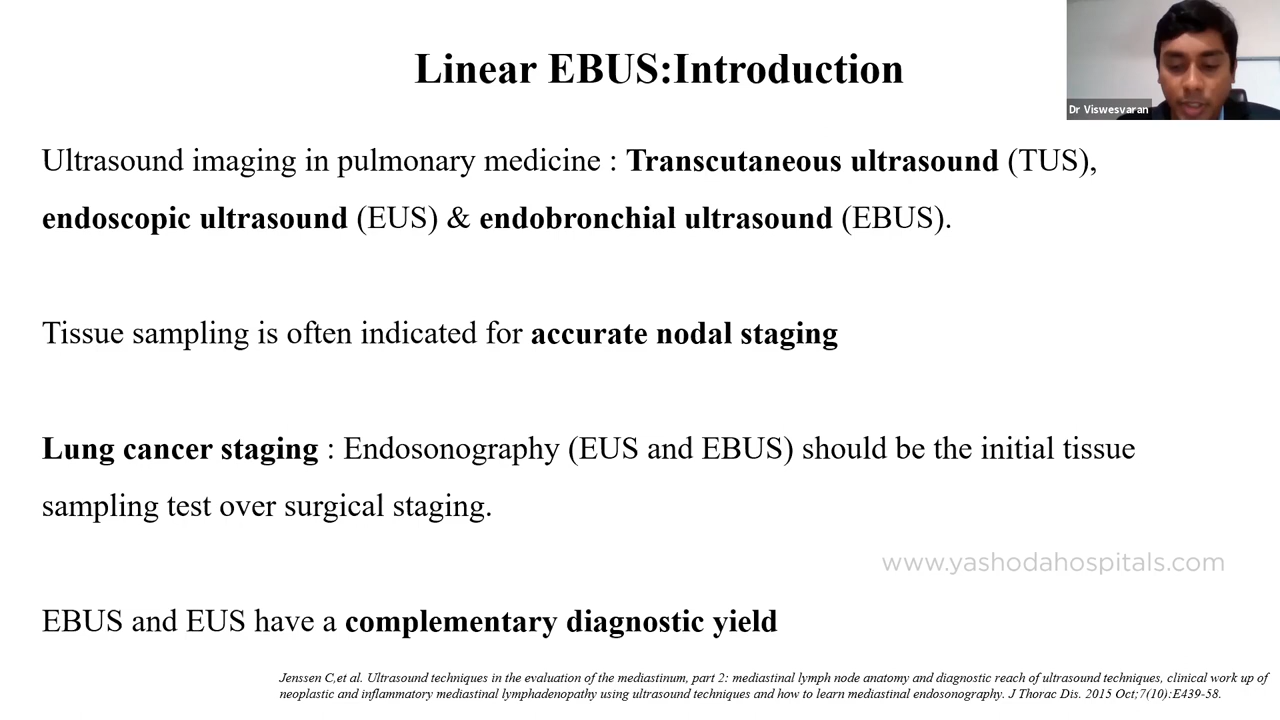 Linear EBUS:Introduction
Dr Viswesvaran
Ultrasound imaging in pulmonary medicine : Transcutaneous ultrasound (TUS),
endoscopic ultrasound (EUS) & endobronchial ultrasound (EBUS).
Tissue sampling is often indicated for accurate nodal staging
Lung cancer staging : Endosonography (EUS and EBUS) should be the initial tissue
sampling test over surgical staging.
www.yashodahospitals.com
EBUS and EUS have a complementary diagnostic yield
Jenssen C,et al. Ultrasound techniques in the evaluation of the mediastinum, part 2: mediastinal lymph node anatomy and diagnostic reach of ultrasound techniques, clinical work up of
neoplastic and inflammatory mediastinal lymphadenopathy using ultrasound techniques and how to learn mediastinal endosonography. J Thorac Dis. 2015 Oct;7(10):E439-58.